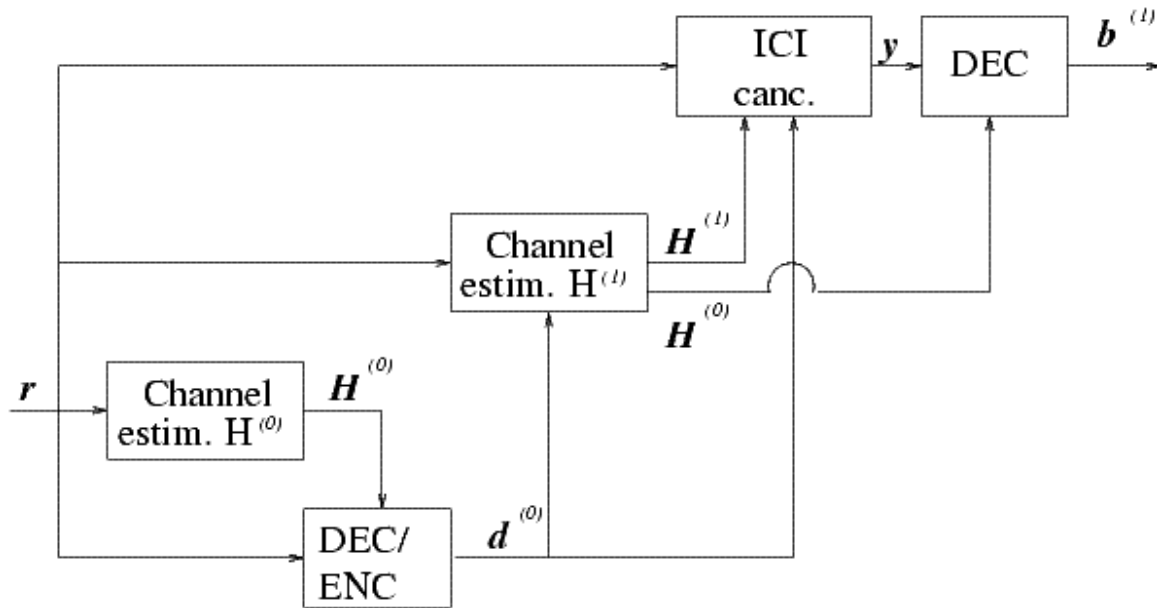 ICI
canc.
y
DEC
b (1)
Channel
estim. H(1)
H (1)
H (0)
r
Channel
estim. H(0)
H (0)
DEC/
ENC
d (0)